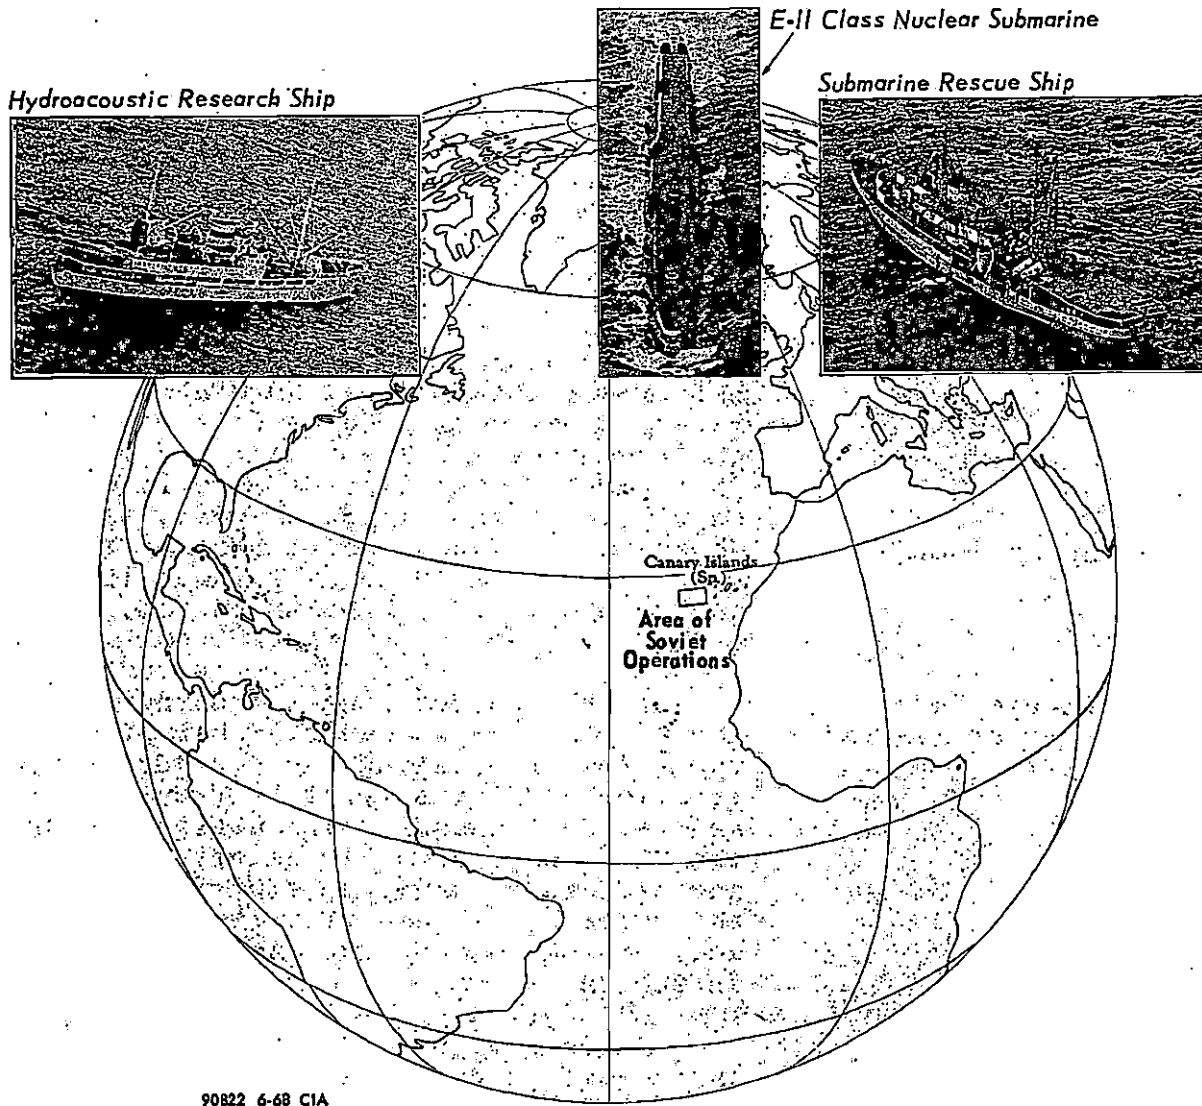 E-II Class Nuclear Submarine
Hydroacoustic Research Ship
Submarine Rescue Ship
Canary Islands
(Sp.)
Area of
Soviet
Operations
90822 6-68 CIA